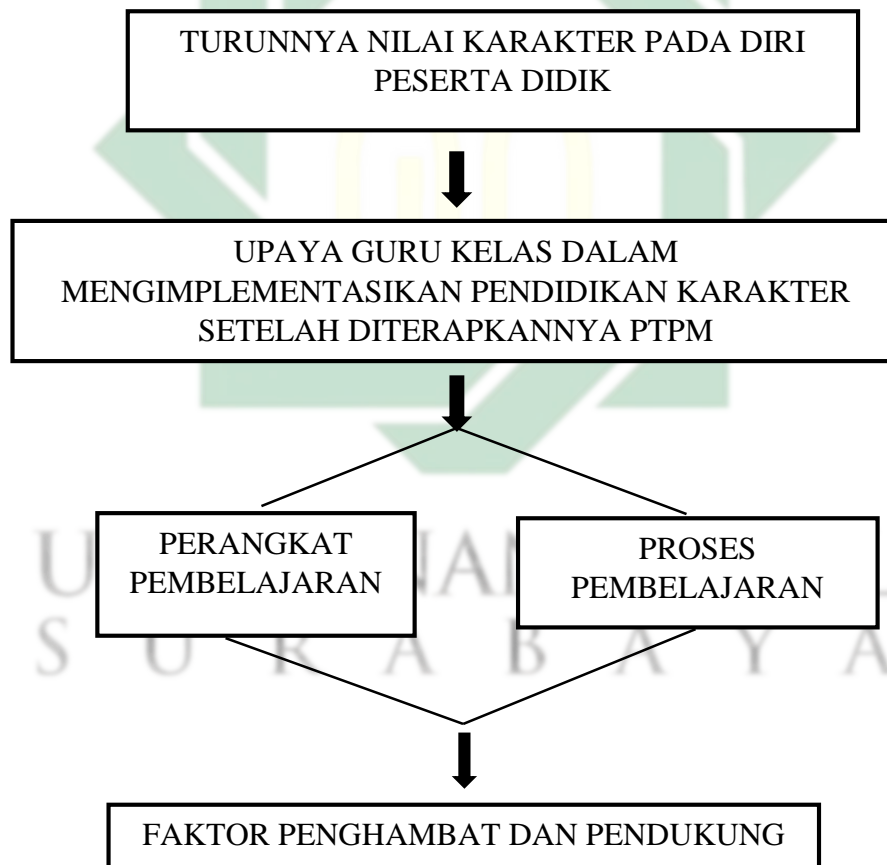 TURUNNYA NILAI KARAKTER PADA DIRI
PESERTA DIDIK
UPAYA GURU KELAS DALAM
MENGIMPLEMENTASIKAN PENDIDIKAN KARAKTER
SETELAH DITERAPKANNYA PTPM
PERANGKAT
PEMBELAJARAN
PROSES
PEMBELAJARAN
SURABAYA
FAKTOR PENGHAMBAT DAN PENDUKUNG